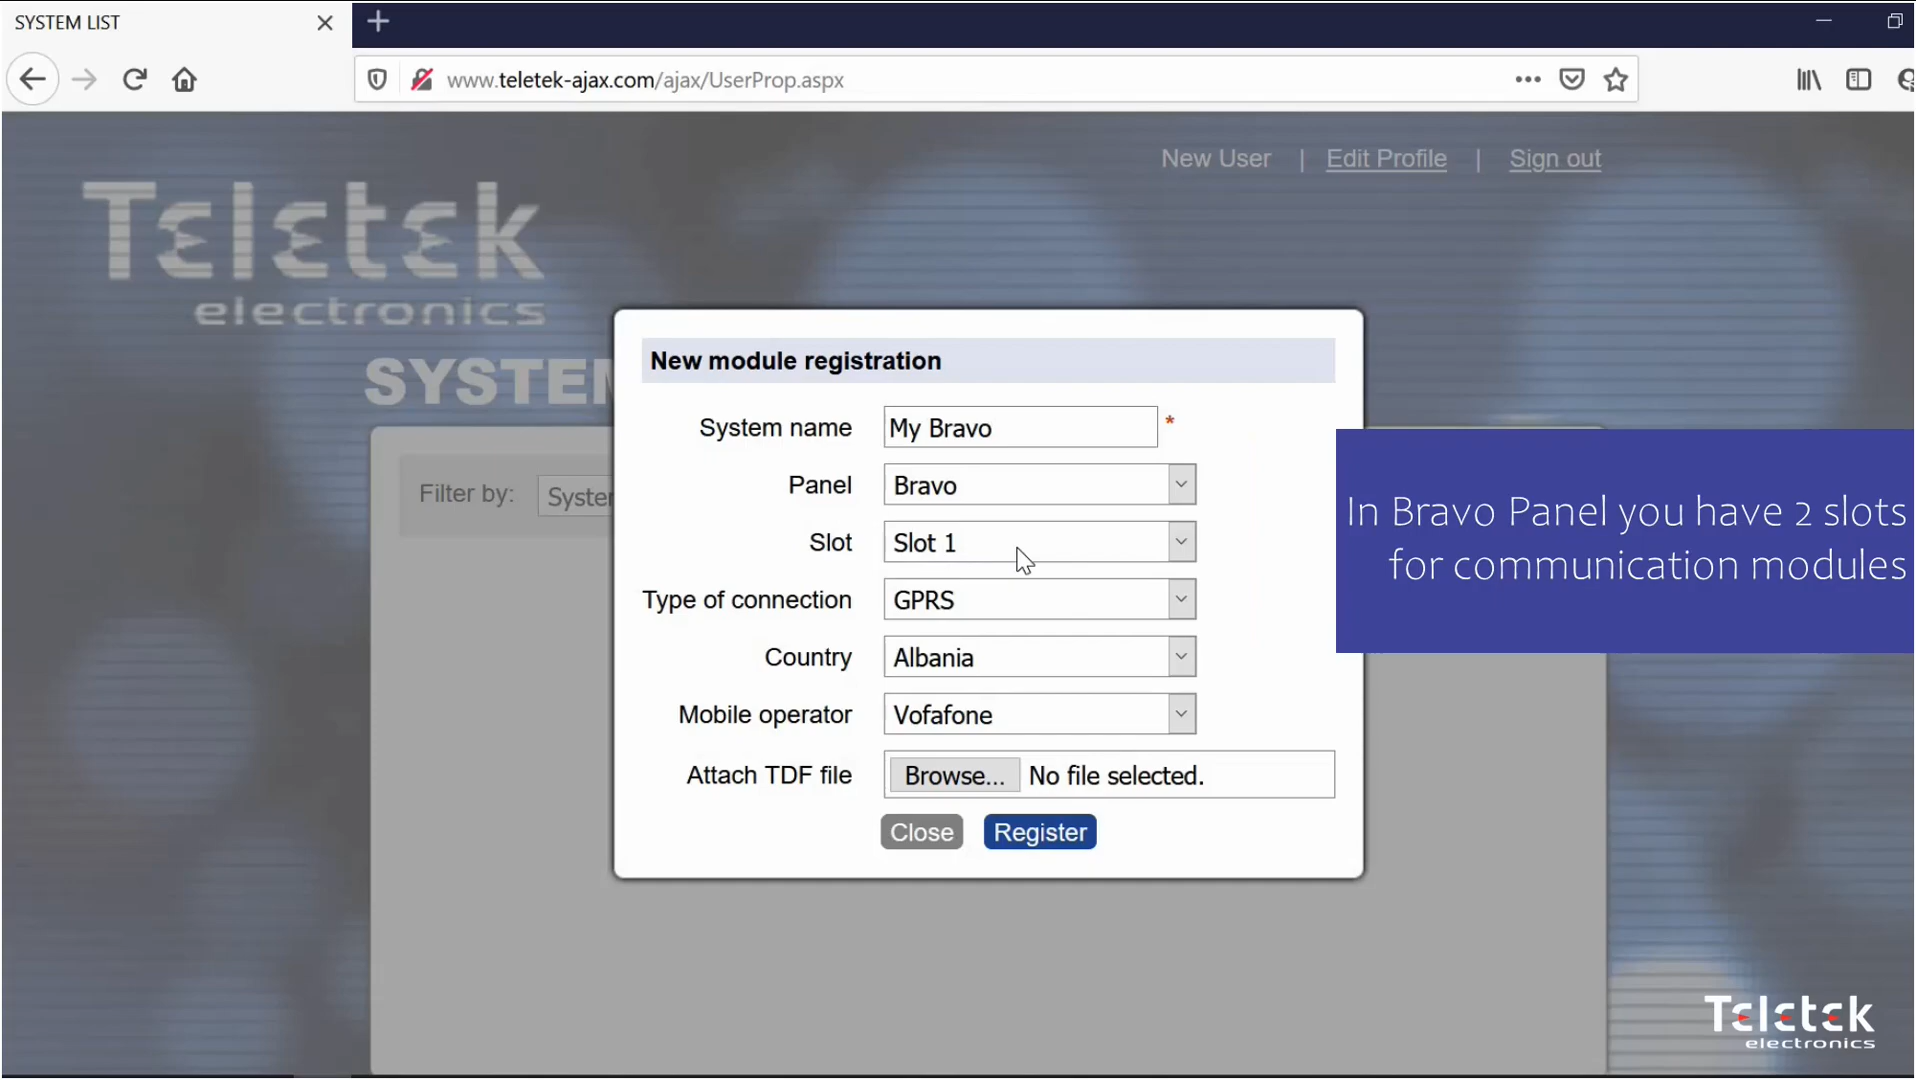 SYSTEM LIST
www.teletek-ajax.com/ajax/UserProp.aspx
New User | Edit Profile | Sign out
Teletek
electronics
SYSTEM
Filter by: System
New module registration
System name My Bravo *
Panel Bravo
Slot Slot 1
Type of connection GPRS
Country Albania
Mobile operator Vofafone
Attach TDF file Browse... No file selected.
Close Register
In Bravo Panel you have 2 slots
for communication modules
Teletek
electronics